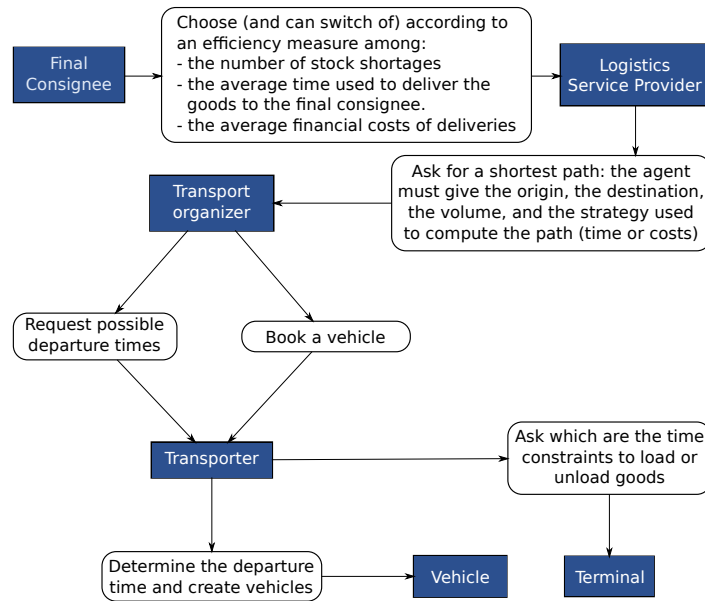 Choose (and can switch of) according to
an efficiency measure among:
- the number of stock shortages
- the average time used to deliver the
goods to the final consignee.
- the average financial costs of deliveries
Final
Consignee
Logistics
Service Provider
Ask for a shortest path: the agent
must give the origin, the destination,
the volume, and the strategy used
to compute the path (time or costs)
Transport
organizer
Request possible
departure times
Book a vehicle
Transporter
Ask which are the time
constraints to load or
unload goods
Determine the departure
time and create vehicles
Vehicle
Terminal